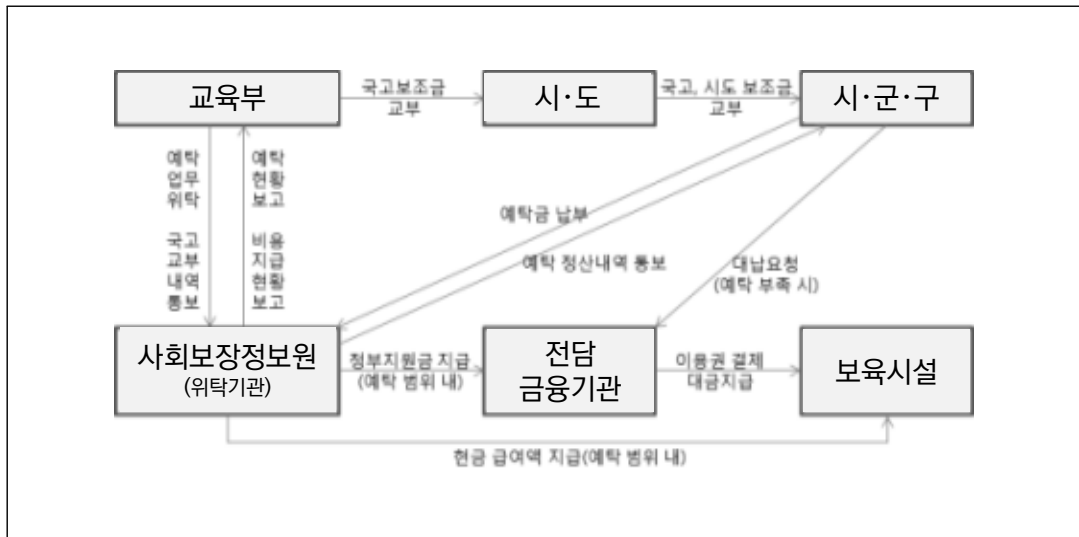 교육부
국고보조금
교부
시·도
국고, 시도 보조금
교부
시·군·구
예탁
업무
위탁
국고
교부
내역
통보
예탁
현황
보고
비용
지급
현황
보고
예탁금 납부
예탁 정산내역 통보
대납요청
(예탁 부족 시)
사회보장정보원
(위탁기관)
정부지원금 지급
(예탁 범위 내)
전담
금융기관
이용권 결제
대금지급
보육시설
현금 급여액 지급(예탁 범위 내)